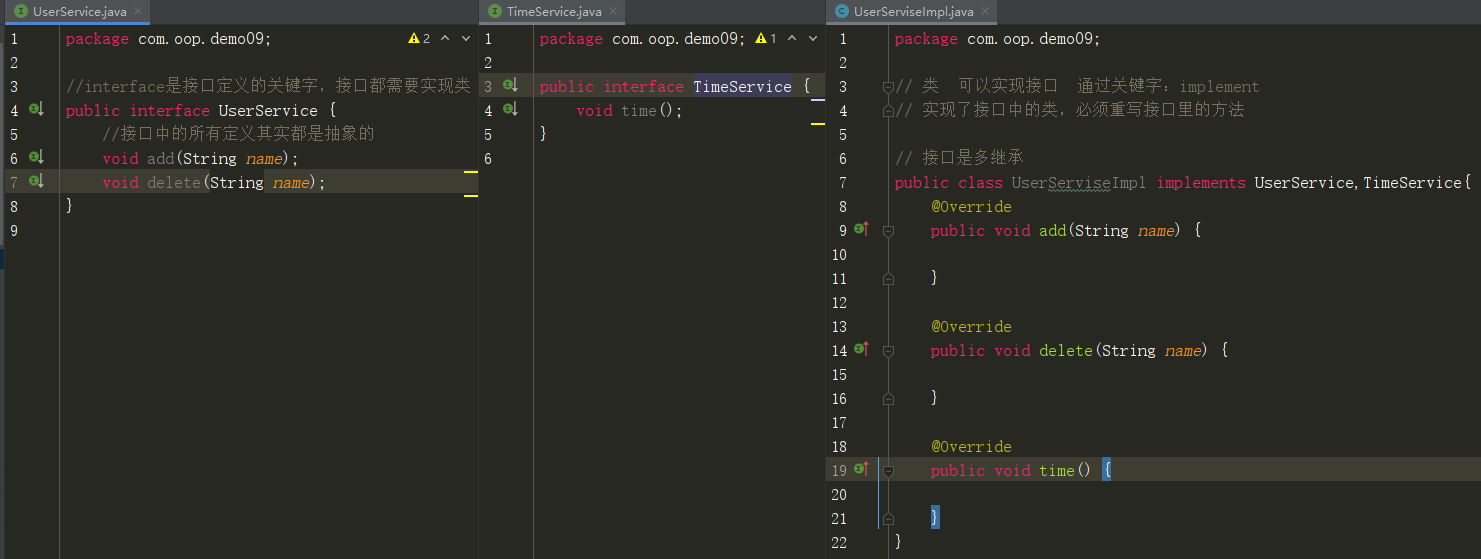 UserService.java
2
1 package com.oop.demo09;
2
3 //interface是接口定义的关键字，接口都需要实现类
4 public interface UserService {
5 //接口中的所有定义其实都是抽象的
6 void add(String name);
7 void delete(String name);
8 }
9
TimeService.java
1
1 package com.oop.demo09;
2
3 public interface TimeService {
4 void time();
5 }
6
UserServiseImpl.java
1 package com.oop.demo09;
2
3 // 类 可以实现接口 通过关键字：implement
4 // 实现了接口中的类，必须重写接口里的方法
5
6 // 接口是多继承
7 public class UserServiseImpl implements UserService,TimeService{
8 @Override
9 public void add(String name) {
10
11 }
12
13 @Override
14 public void delete(String name) {
15
16 }
17
18 @Override
19 public void time() {
20
21 }
22 }